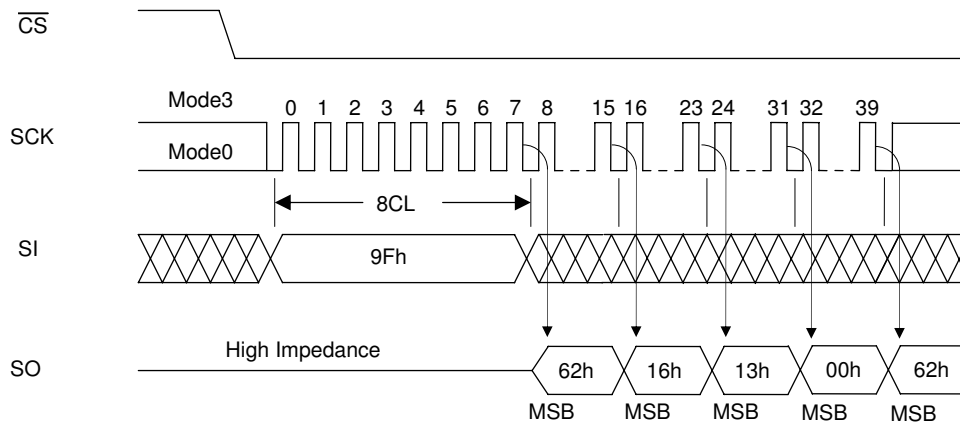 CS
Mode3
0 1 2 3 4 5 6 7 8 15 16 23 24 31 32 39
SCK
Mode0
8CL
SI
9Fh
High Impedance
SO
62h 16h 13h 00h 62h
MSB MSB MSB MSB MSB